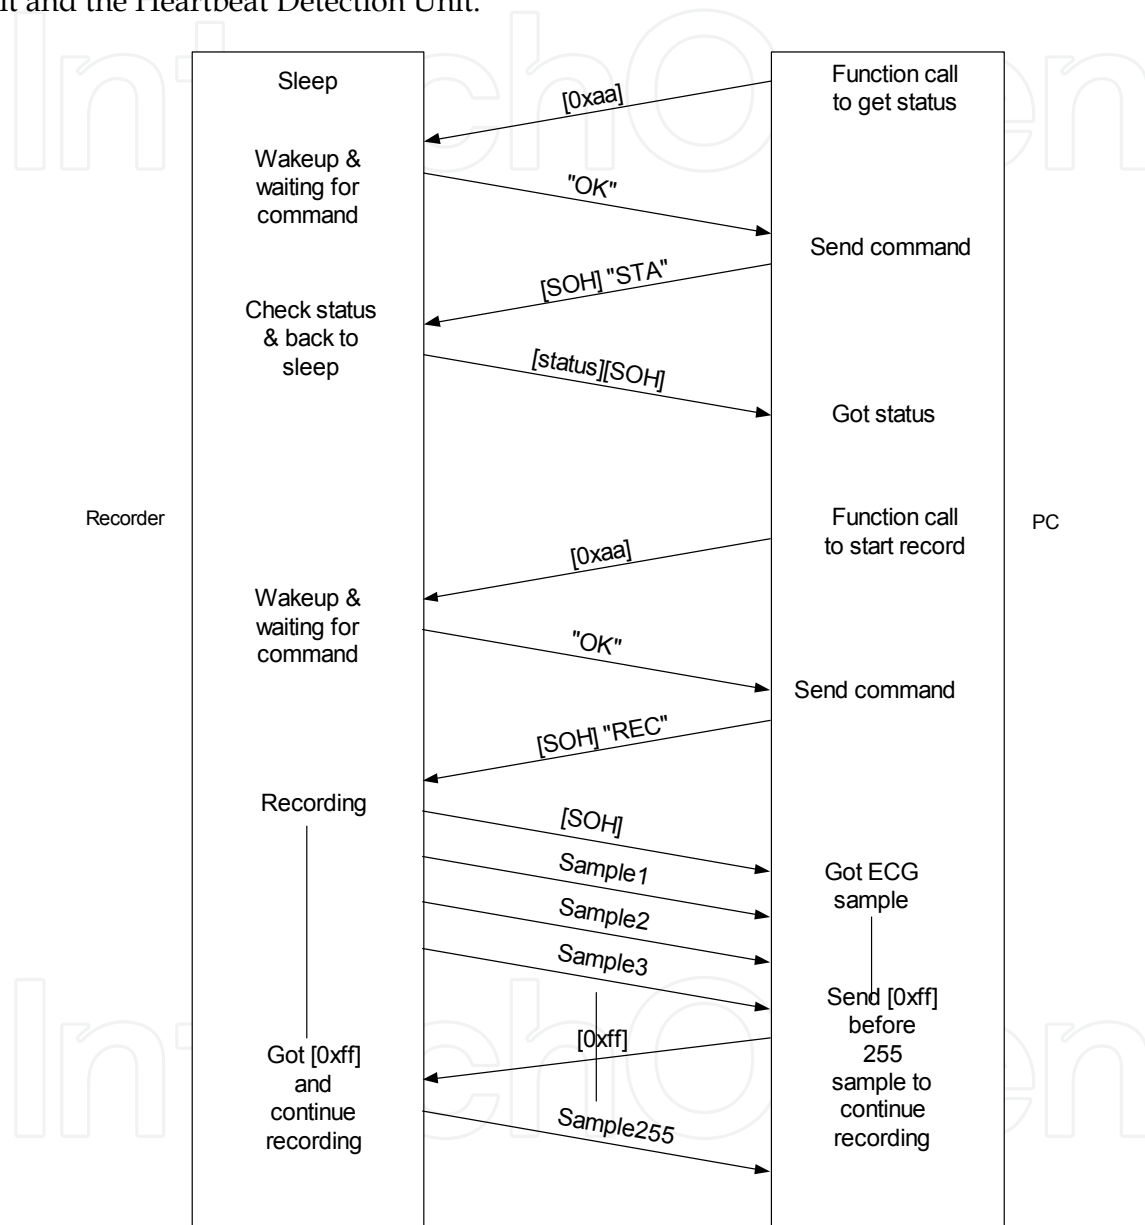 it and the Heartbeat Detection Unit.
Sleep
Function call
to get status
[0xaa]
Wakeup &
waiting for
command
"OK"
Send command
[SOH] "STA"
Check status
& back to
sleep
[status][SOH]
Got status
Recorder
PC
Function call
to start record
[0xaa]
Wakeup &
waiting for
command
"OK"
Send command
[SOH] "REC"
Recording
[SOH]
Sample1
Got ECG
sample
Sample2
Sample3
Send [0xff]
before
255
sample to
continue
recording
[0xff]
Got [0xff]
and
continue
recording
Sample255
IntechOpen
IntechOpen